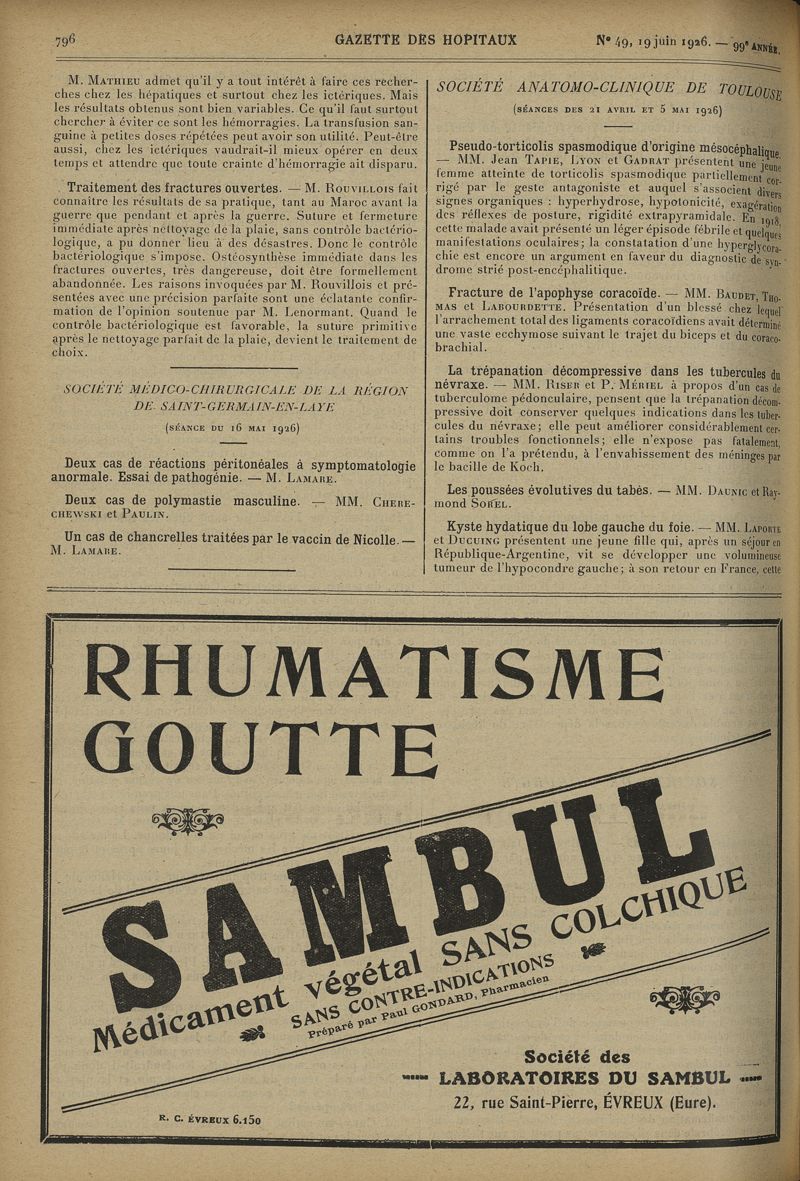 796
GAZETTE DES HOPITAUX
N° 49, 19 juin 1926. — 99e ANNÉE.
M. MATHIEU admet qu'il y a tout intérêt à faire ces recher-
ches chez les hépatiques et surtout chez les ictériques. Mais
les résultats obtenus sont bien variables. Ce qu'il faut surtout
chercher à éviter ce sont les hémorragies. La transfusion san-
guine à petites doses répétées peut avoir son utilité. Peut-être
aussi, chez les ictériques vaudrait-il mieux opérer en deux
temps et attendre que toute crainte d'hémorragie ait disparu.
Traitement des fractures ouvertes. — M. ROUVILLOIS fait
connaître les résultats de sa pratique, tant au Maroc avant la
guerre que pendant et après la guerre. Suture et fermeture
immédiate après nettoyage de la plaie, sans contrôle bactério-
logique, a pu donner lieu à des désastres. Donc le contrôle
bactériologique s'impose. Ostéosynthèse immédiate dans les
fractures ouvertes, très dangereuse, doit être formellement
abandonnée. Les raisons invoquées par M. Rouvillois et pré-
sentées avec une précision parfaite sont une éclatante confir-
mation de l'opinion soutenue par M. Lenormant. Quand le
contrôle bactériologique est favorable, la suture primitive
après le nettoyage parfait de la plaie, devient le traitement de
choix.
SOCIÉTÉ MÉDICO-CHIRURGICALE DE LA RÉGION
DE SAINT-GERMAIN-EN-LAYE
(SÉANCE DU 16 MAI 1926)
Deux cas de réactions péritonéales à symptomatologie
anormale. Essai de pathogénie. — M. LAMARE.
Deux cas de polymastie masculine. — MM. CHERE-
CHEWSKI et PAULIN.
Un cas de chancrelles traitées par le vaccin de Nicolle. —
M. LAMARE.
SOCIÉTÉ ANATOMO-CLINIQUE DE TOULOUSE
(SÉANCES DES 21 AVRIL ET 5 MAI 1926)
Pseudo-torticolis spasmodique d'origine mésocéphalique.
— MM. Jean TAPIE, LYON et GADRAT présentent une jeune
femme atteinte de torticolis spasmodique partiellement cor-
rigé par le geste antagoniste et auquel s'associent divers
signes organiques : hyperhydrose, hypotonicité, exagération
des réflexes de posture, rigidité extrapyramidale. En 1918,
cette malade avait présenté un léger épisode fébrile et quelques
manifestations oculaires; la constatation d'une hyperglycora-
chie est encore un argument en faveur du diagnostic de syn-
drome strié post-encéphalitique.
Fracture de l'apophyse coracoïde. — MM. BAUDET, THO-
MAS et LABOURDETTE. Présentation d'un blessé chez lequel
l'arrachement total des ligaments coracoïdiens avait déterminé
une vaste ecchymose suivant le trajet du biceps et du coraco-
brachial.
La trépanation décompressive dans les tubercules du
névraxe. — MM. RISER et P. MÉRIEL à propos d'un cas de
tuberculome pédonculaire, pensent que la trépanation décom-
pressive doit conserver quelques indications dans les tuber-
cules du névraxe; elle peut améliorer considérablement cer-
tains troubles fonctionnels; elle n'expose pas fatalement,
comme on l'a prétendu, à l'envahissement des méninges par
le bacille de Koch.
Les poussées évolutives du tabès. — MM. DAUNIC et Ray-
mond SOREL.
Kyste hydatique du lobe gauche du foie. — MM. LAPORTE
et DUCUING présentent une jeune fille qui, après un séjour en
République-Argentine, vit se développer une volumineuse
tumeur de l'hypocondre gauche; à son retour en France, cette
RHUMATISME
GOUTTE
SAMBUL
Médicament végétal SANS COLCHIQUE
SANS CONTRE-INDICATIONS
Préparé par Paul GONDARD, Pharmacien
Société des
LABORATOIRES DU SAMBUL
22, rue Saint-Pierre, ÉVREUX (Eure).
R. C. ÉVREUX 6.150